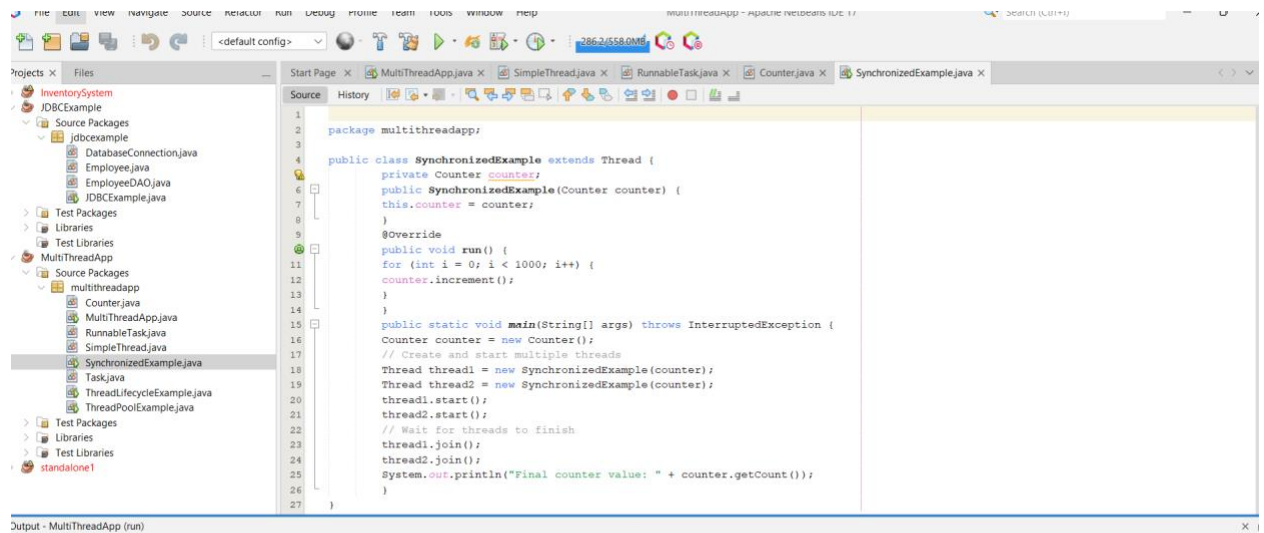 File Edit View Navigate Source Refactor Run Debug Profile Team Tools Window Help MultiThreadApp - Apache NetBeans IDE 17 Search (Ctrl+I)
<default config> 286.2/558.0MB
Projects × Files
Start Page × MultiThreadApp.java × SimpleThread.java × RunnableTask.java × Counter.java × SynchronizedExample.java ×
InventorySystem
JDBCExample
Source Packages
jdbcexample
DatabaseConnection.java
Employee.java
EmployeeDAO.java
JDBCExample.java
Test Packages
Libraries
Test Libraries
MultiThreadApp
Source Packages
multithreadapp
Counter.java
MultiThreadApp.java
RunnableTask.java
SimpleThread.java
SynchronizedExample.java
Task.java
ThreadLifecycleExample.java
ThreadPoolExample.java
Test Packages
Libraries
Test Libraries
standalone1
Source History
1
2 package multithreadapp;
3
4 public class SynchronizedExample extends Thread {
private Counter counter;
6 public SynchronizedExample(Counter counter) {
7 this.counter = counter;
8 }
9 @Override
public void run() {
11 for (int i = 0; i < 1000; i++) {
12 counter.increment();
13 }
14 }
15 public static void main(String[] args) throws InterruptedException {
16 Counter counter = new Counter();
17 // Create and start multiple threads
18 Thread thread1 = new SynchronizedExample(counter);
19 Thread thread2 = new SynchronizedExample(counter);
20 thread1.start();
21 thread2.start();
22 // Wait for threads to finish
23 thread1.join();
24 thread2.join();
25 System.out.println("Final counter value: " + counter.getCount());
26 }
27 }
Output - MultiThreadApp (run)